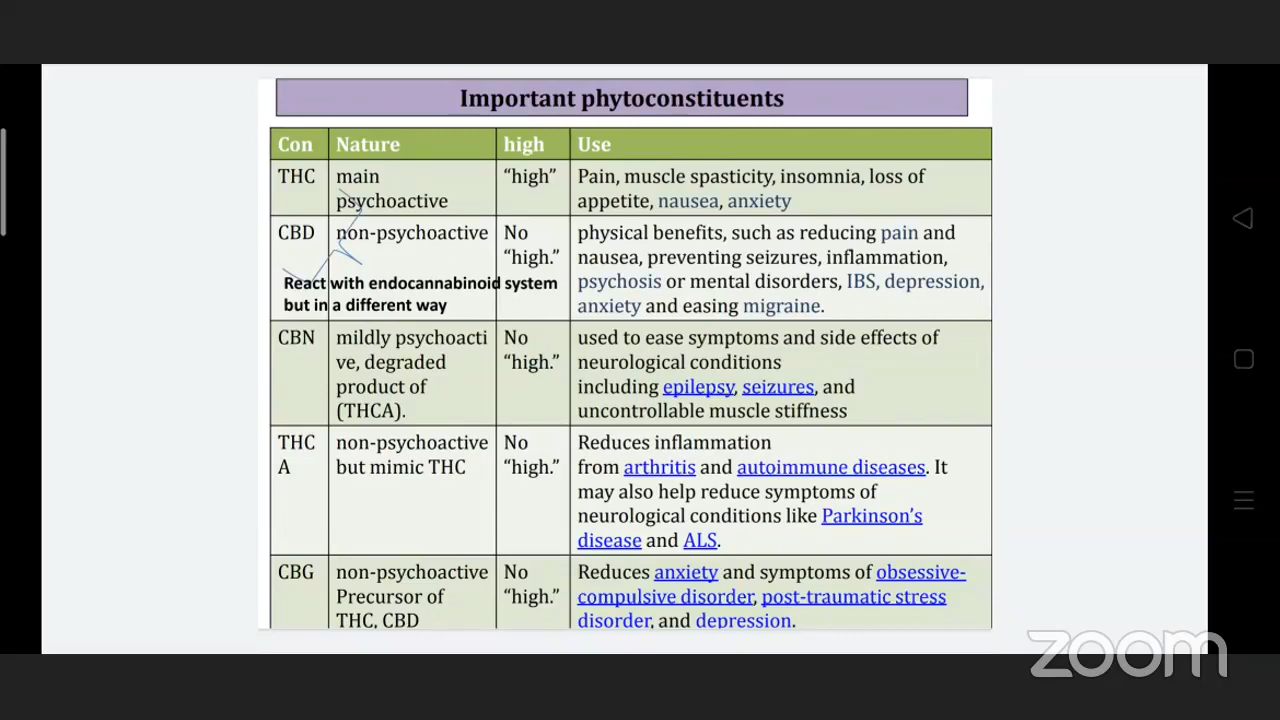 Important phytoconstituents
Con Nature high Use
THC main psychoactive “high” Pain, muscle spasticity, insomnia, loss of
appetite, nausea, anxiety
CBD non-psychoactive No “high.” physical benefits, such as reducing pain and
nausea, preventing seizures, inflammation,
psychosis or mental disorders, IBS, depression,
anxiety and easing migraine.
React with endocannabinoid system
but in a different way
CBN mildly psychoacti
ve, degraded
product of
(THCA).
No
“high.”
used to ease symptoms and side effects of
neurological conditions
including epilepsy, seizures, and
uncontrollable muscle stiffness
THC
A
non-psychoactive
but mimic THC
No
“high.”
Reduces inflammation
from arthritis and autoimmune diseases. It
may also help reduce symptoms of
neurological conditions like Parkinson’s
disease and ALS.
CBG
non-psychoactive
Precursor of
THC, CBD
No
“high.”
Reduces anxiety and symptoms of obsessive-
compulsive disorder, post-traumatic stress
disorder, and depression.
zoom